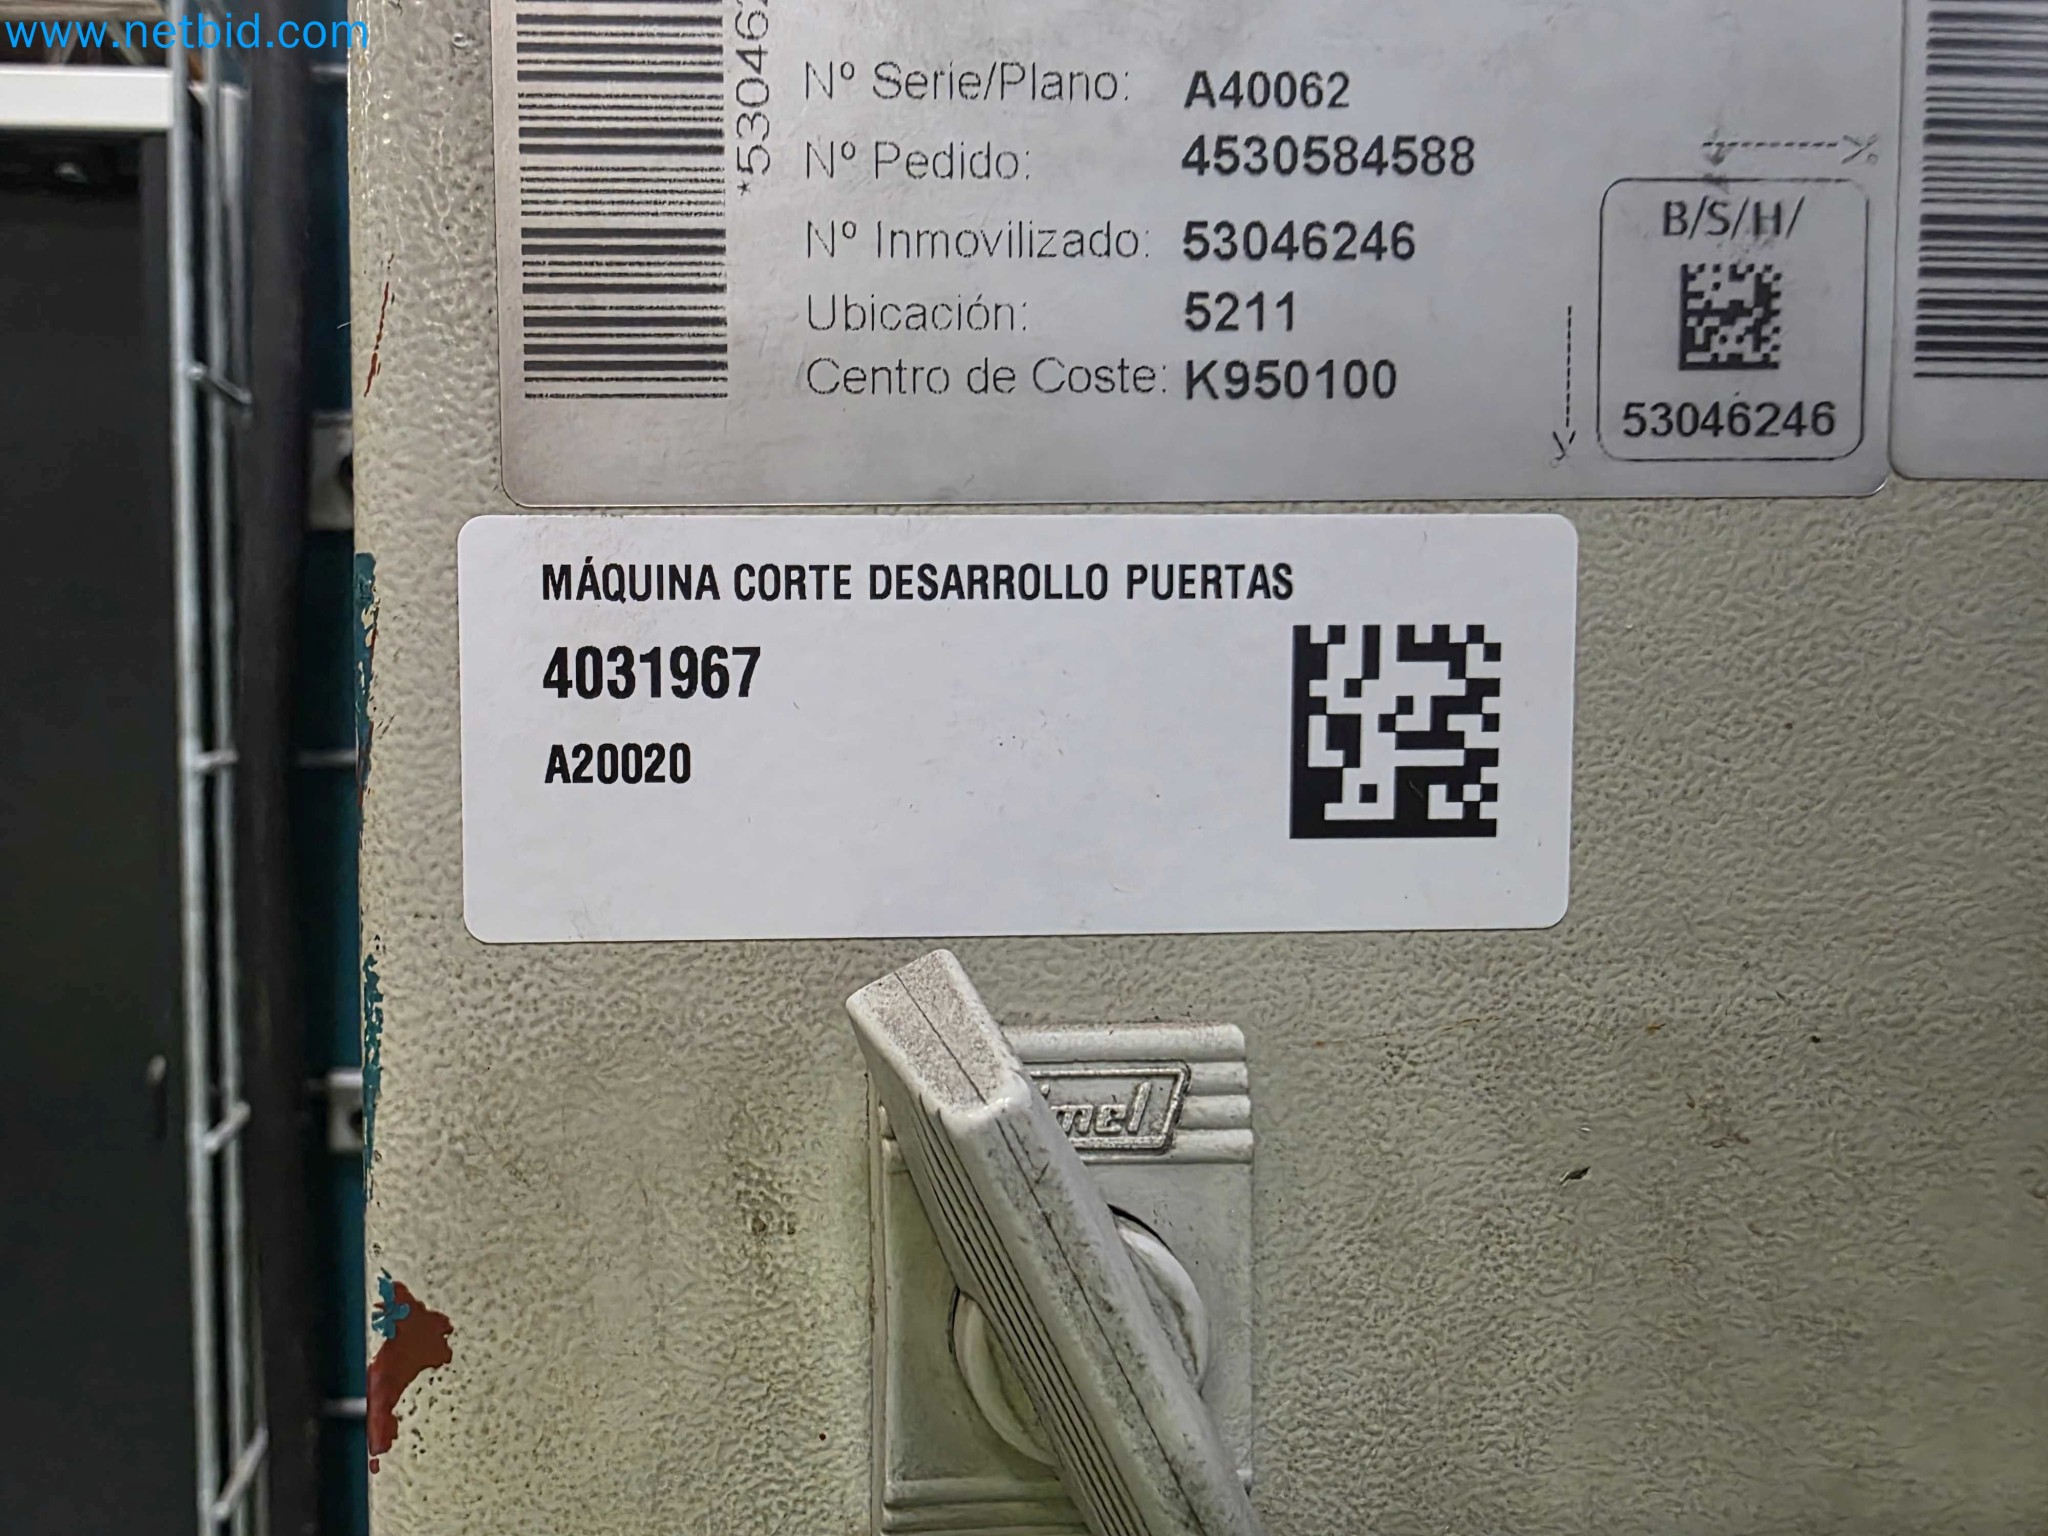 www.netbid.com
Nº Serie/Plano: A40062
Nº Pedido: 4530584588
Nº Inmovilizado: 53046246
Ubicación: 5211
Centro de Coste: K950100
B/S/H/
53046246
MÁQUINA CORTE DESARROLLO PUERTAS
4031967
A20020